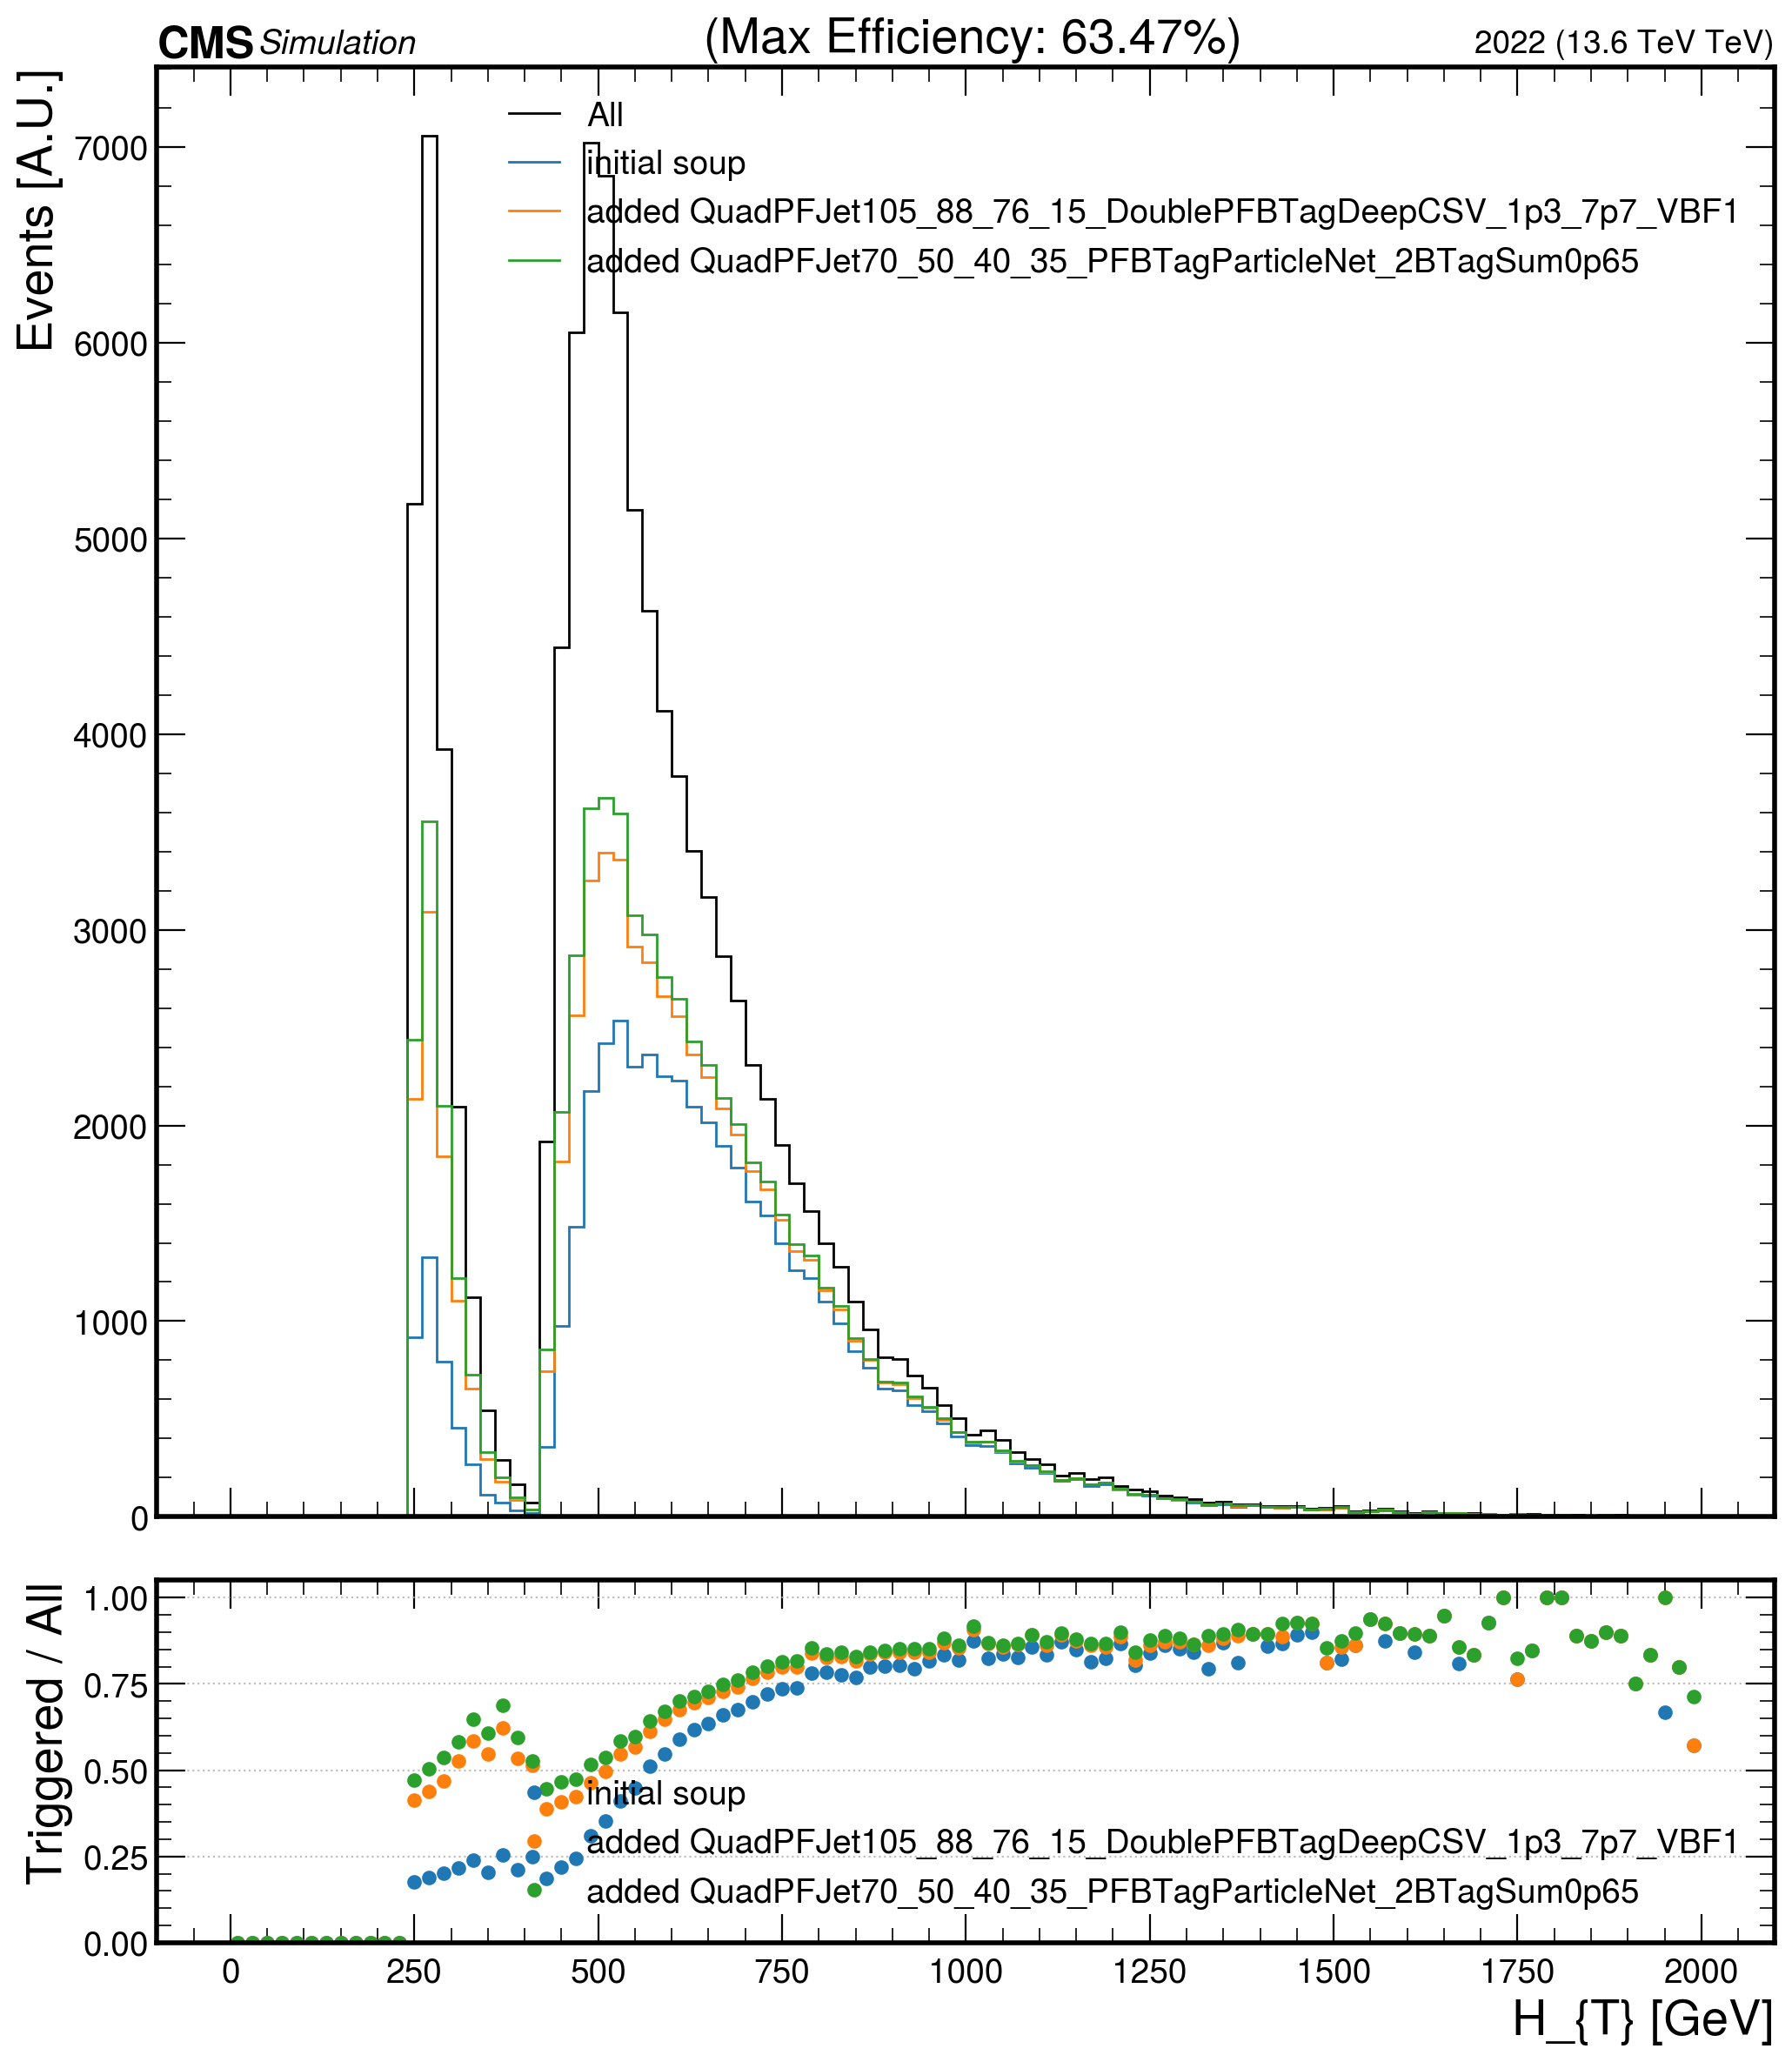 CMS Simulation (Max Efficiency: 63.47%) 2022 (13.6 TeV TeV)
Events [A.U.]
All
initial soup
added QuadPFJet105_88_76_15_DoublePFBTagDeepCSV_1p3_7p7_VBF1
added QuadPFJet70_50_40_35_PFBTagParticleNet_2BTagSum0p65
7000
6000
5000
4000
3000
2000
1000
0
Triggered / All
1.00
0.75
0.50
0.25
0.00
initial soup
added QuadPFJet105_88_76_15_DoublePFBTagDeepCSV_1p3_7p7_VBF1
added QuadPFJet70_50_40_35_PFBTagParticleNet_2BTagSum0p65
0 250 500 750 1000 1250 1500 1750 2000
H_{T} [GeV]